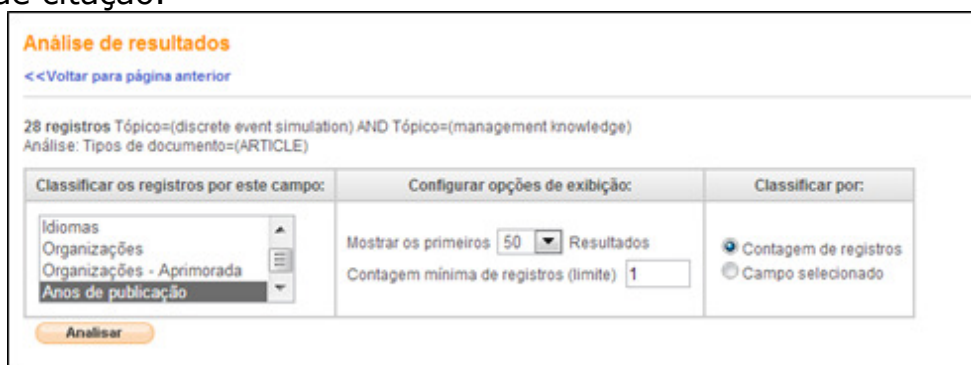 de citação.
Análise de resultados
<<Voltar para página anterior
28 registros Tópico=(discrete event simulation) AND Tópico=(management knowledge)
Análise: Tipos de documento=(ARTICLE)
Classificar os registros por este campo: Configurar opções de exibição: Classificar por:
Idiomas
Organizações
Organizações - Aprimorada
Anos de publicação
Mostrar os primeiros 50 Resultados
Contagem mínima de registros (limite) 1
Contagem de registros
Campo selecionado
Analisar